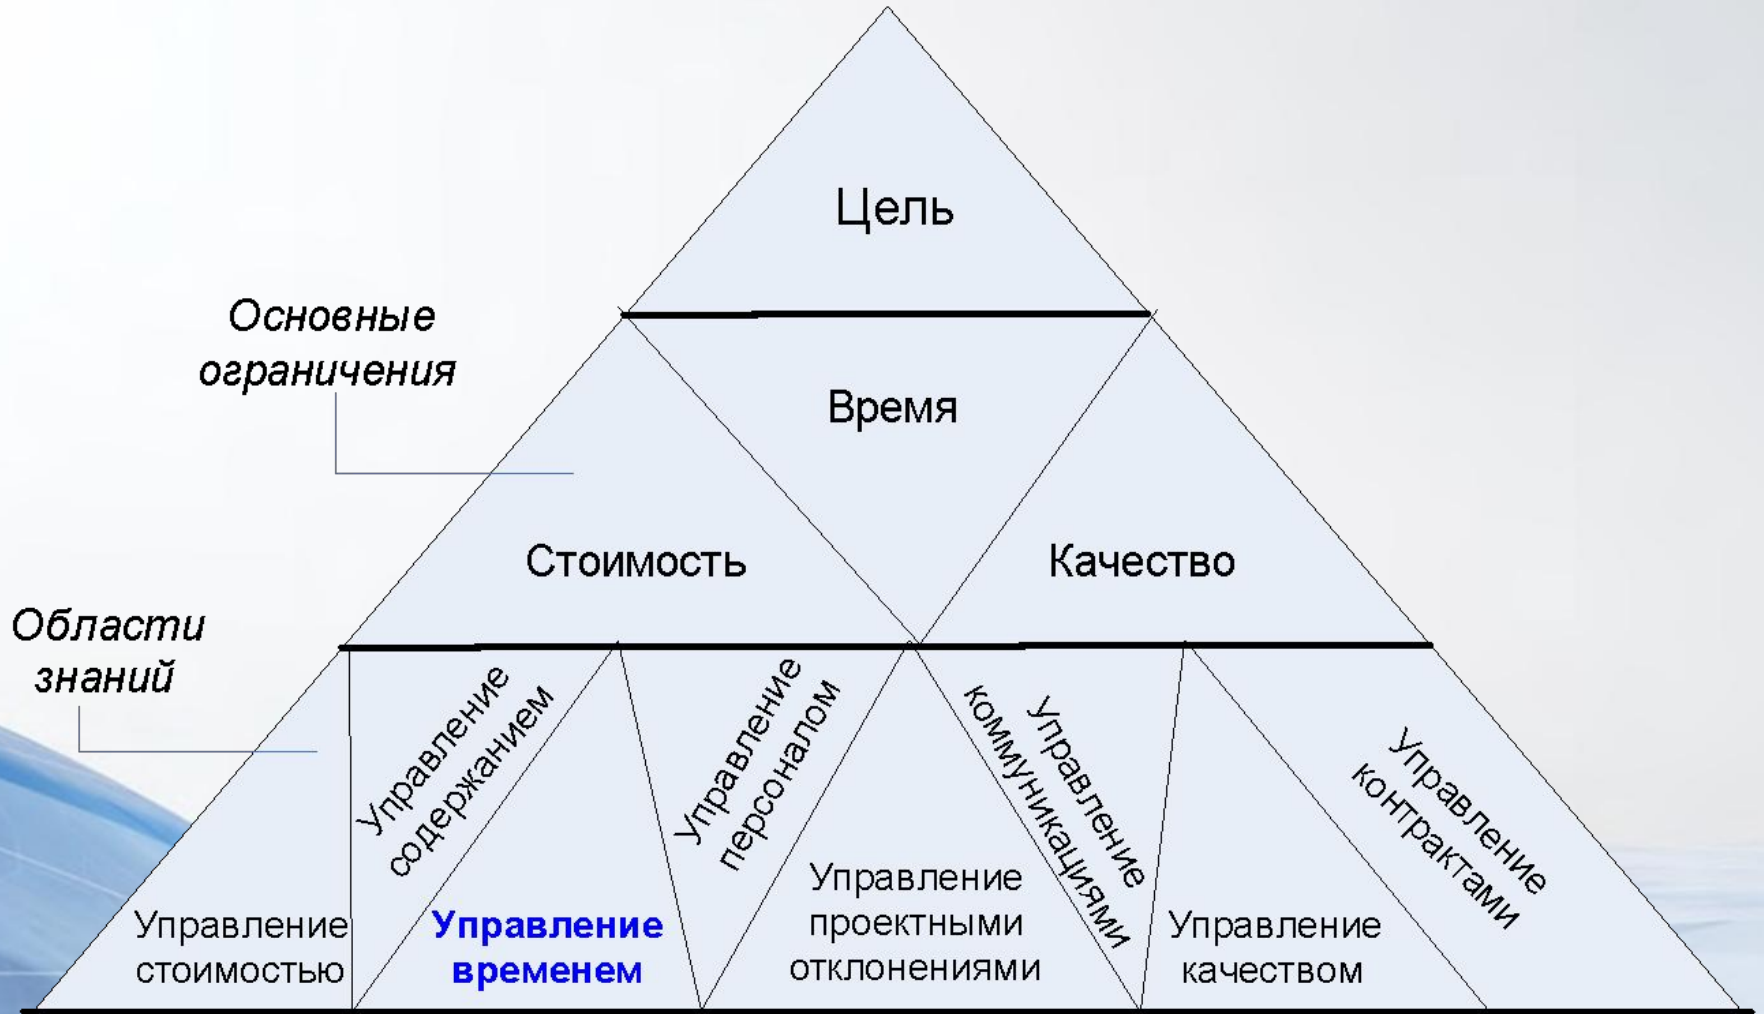 Цель
Основные
ограничения
Время
Стоимость
Качество
Области
знаний
Управление
стоимостью
Управление
содержанием
Управление
временем
Управление
персоналом
Управление
проектными
отклонениями
Управление
коммуникациями
Управление
качеством
Управление
контрактами